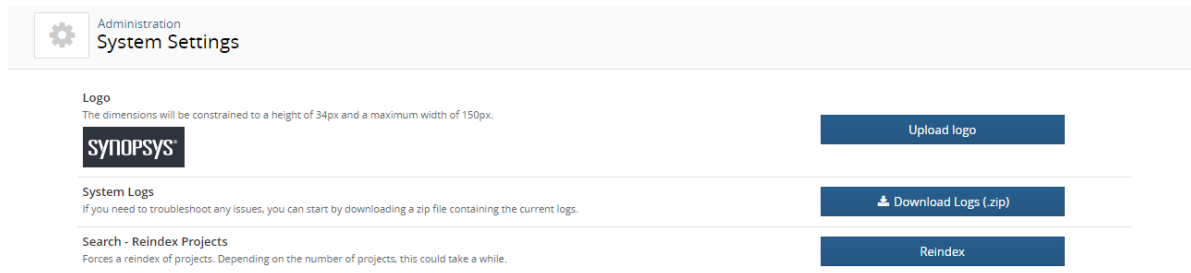 Administration
System Settings
Logo
The dimensions will be constrained to a height of 34px and a maximum width of 150px.
Upload logo
SYNOPSYS®
System Logs
If you need to troubleshoot any issues, you can start by downloading a zip file containing the current logs.
Download Logs (.zip)
Search - Reindex Projects
Forces a reindex of projects. Depending on the number of projects, this could take a while.
Reindex